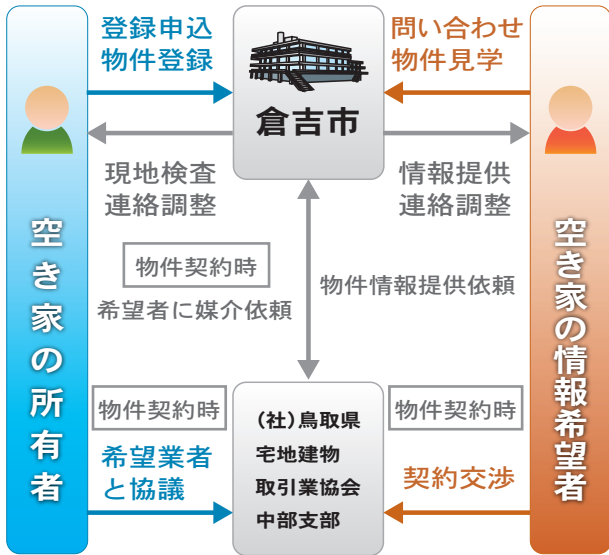 登録申込
物件登録
問い合わせ
物件見学
倉吉市
現地検査
連絡調整
情報提供
連絡調整
空き家の所有者
空き家の情報希望者
物件契約時
希望者に媒介依頼
物件情報提供依頼
物件契約時
希望業者
と協議
(社)鳥取県
宅地建物
取引業協会
中部支部
物件契約時
契約交渉